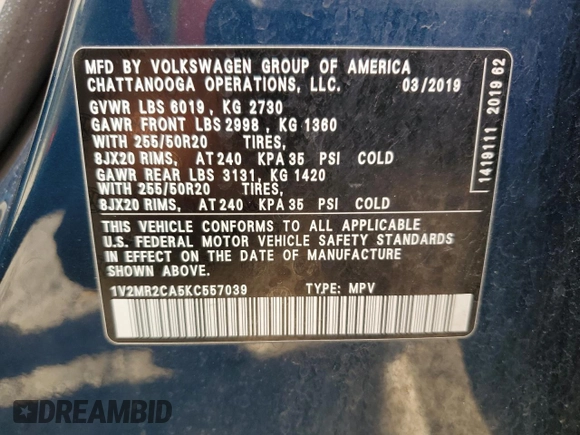 MFD BY VOLKSWAGEN GROUP OF AMERICA
CHATTANOOGA OPERATIONS, LLC. 03/2019
GVWR LBS 6019 , KG 2730
GAWR FRONT LBS 2998 , KG 1360
WITH 255/50R20 TIRES,
8JX20 RIMS, AT 240 KPA 35 PSI COLD
GAWR REAR LBS 3131, KG 1420
WITH 255/50R20 TIRES,
8JX20 RIMS, AT 240 KPA 35 PSI COLD
THIS VEHICLE CONFORMS TO ALL APPLICABLE
U.S. FEDERAL MOTOR VEHICLE SAFETY STANDARDS
IN EFFECT ON THE DATE OF MANUFACTURE
SHOWN ABOVE.
1V2MR2CA5KC557039 TYPE: MPV
1419111 2019 62
DREAMBID